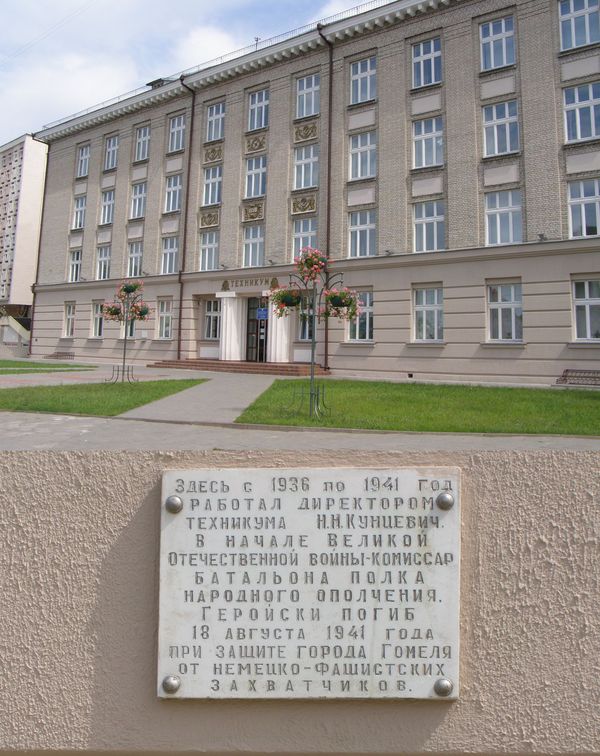 ТЕХНИКУМ
ЗДЕСЬ С 1936 ПО 1941 ГОД
РАБОТАЛ ДИРЕКТОРОМ
ТЕХНИКУМА Н.Н.КУНЦЕВИЧ.
В НАЧАЛЕ ВЕЛИКОЙ
ОТЕЧЕСТВЕННОЙ ВОЙНЫ-КОМИССАР
БАТАЛЬОНА ПОЛКА
НАРОДНОГО ОПОЛЧЕНИЯ.
ГЕРОЙСКИ ПОГИБ
18 АВГУСТА 1941 ГОДА
ПРИ ЗАЩИТЕ ГОРОДА ГОМЕЛЯ
ОТ НЕМЕЦКО-ФАШИСТСКИХ
ЗАХВАТЧИКОВ.